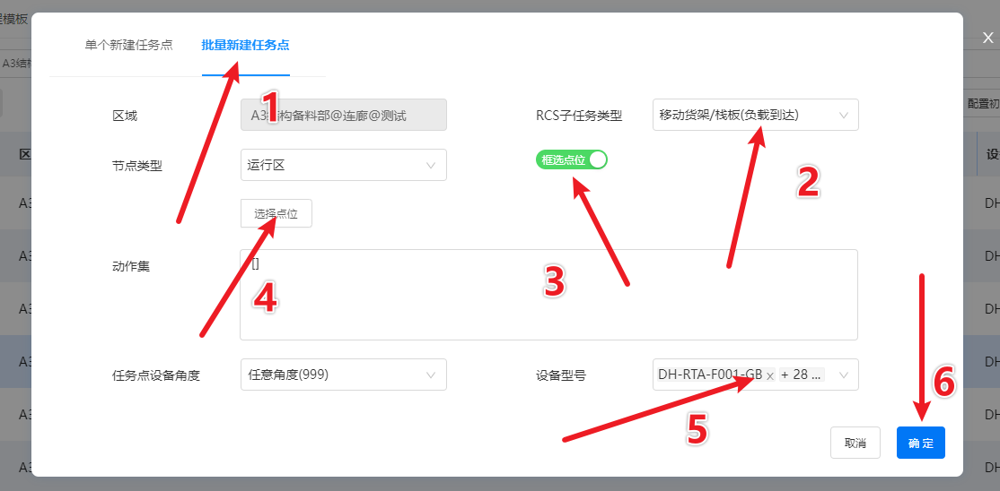 程模板
X
单个新建任务点
批量新建任务点
A3结构
1
区域
A3结构备料部@连廊@测试
RCS子任务类型
移动货架/栈板(负载到达)
配置初
区
设
节点类型
运行区
框选点位
2
A3
DH
选择点位
A3
DH
动作集
[]
3
4
A3
DH
A3
DH
任务点设备角度
任意角度(999)
设备型号
DH-RTA-F001-GB x + 28 ...
6
A3
DH
5
取消
确 定
A3
DH